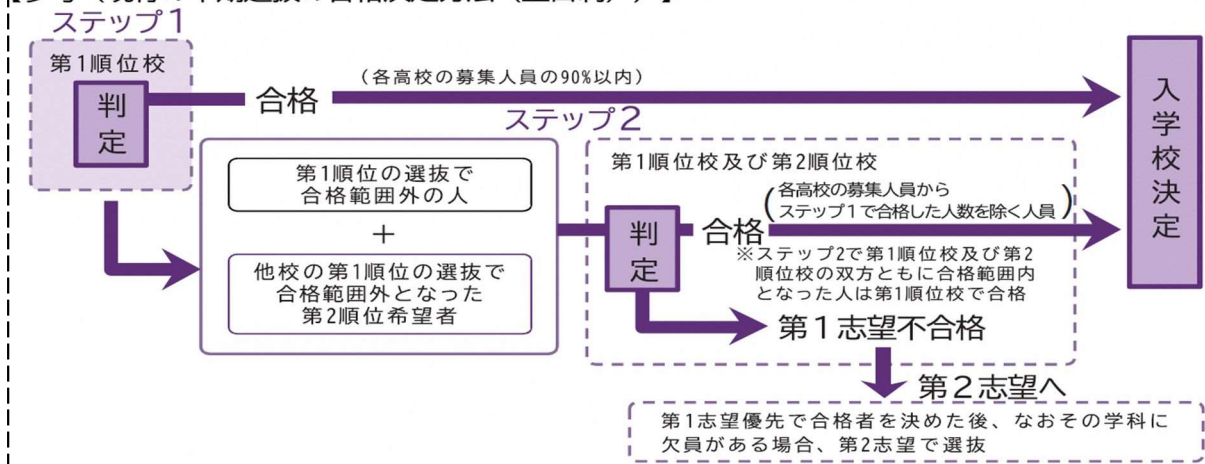 ステップ1
第1順位校
判定
合格
(各高校の募集人員の90%以内)
入学校決定
ステップ2
第1順位の選抜で
合格範囲外の人
+
他校の第1順位の選抜で
合格範囲外となった
第2順位希望者
第1順位校及び第2順位校
判定
合格
(各高校の募集人員から
ステップ1で合格した人数を除く人員)
※ステップ2で第1順位校及び第2
順位校の双方ともに合格範囲内
となった人は第1順位校で合格
第1志望不合格
第2志望へ
第1志望優先で合格者を決めた後、なおその学科に
欠員がある場合、第2志望で選抜